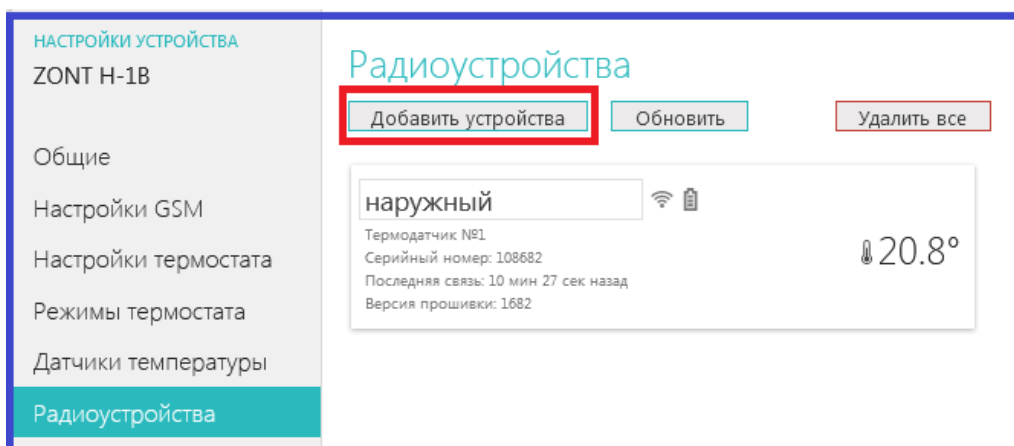 НАСТРОЙКИ УСТРОЙСТВА
ZONT H-1B
Общие
Настройки GSM
Настройки термостата
Режимы термостата
Датчики температуры
Радиоустройства
Радиоустройства
Добавить устройства
Обновить
Удалить все
наружный
Термодатчик №1
Серийный номер: 108682
Последняя связь: 10 мин 27 сек назад
Версия прошивки: 1682
20.8°